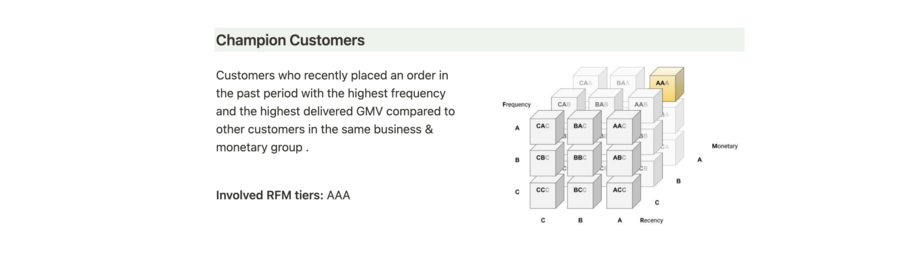 Champion Customers
Customers who recently placed an order in
the past period with the highest frequency
and the highest delivered GMV compared to
other customers in the same business &
monetary group .
Involved RFM tiers: AAA
CAA BAA AAA
CAB BAB AAB
Frequency
CAC BAC AAC
A
Monetary
CBC BBC ABC
B
A
B
CCC BCC ACC
C
C
C B A Recency